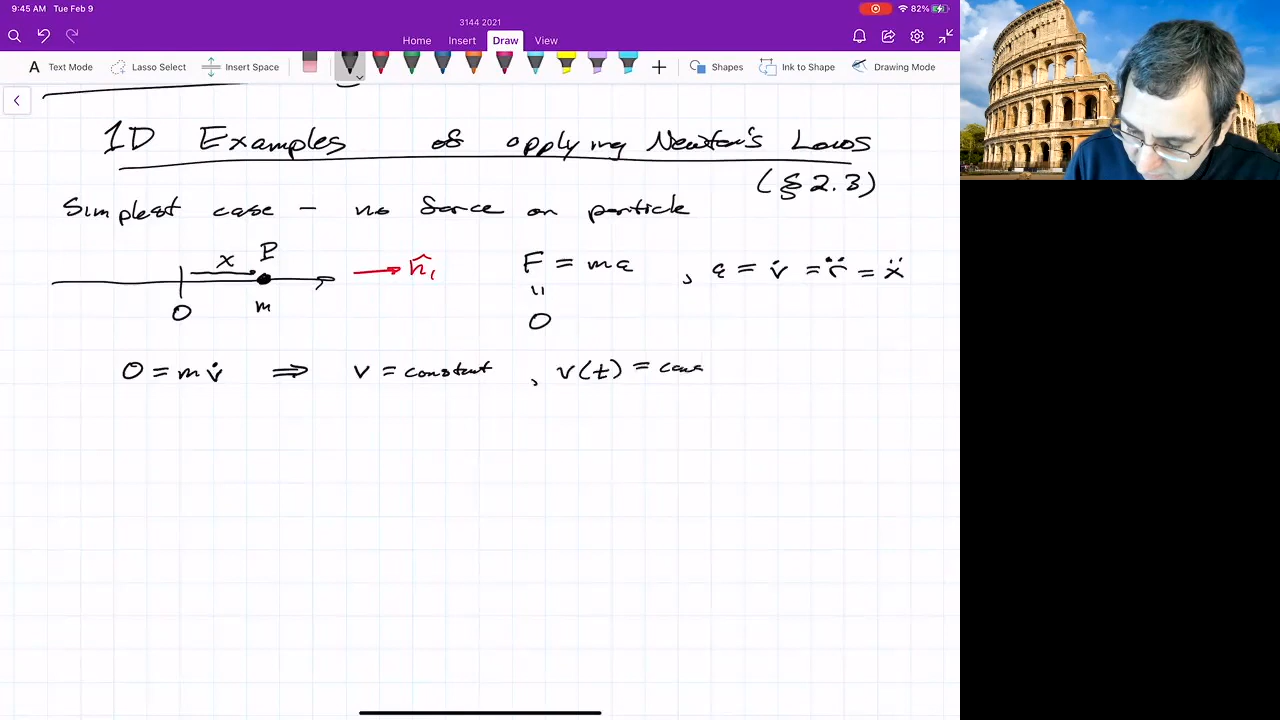 9:45 AM Tue Feb 9
82%
3144 2021
Home Insert Draw View
Text Mode Lasso Select Insert Space Shapes Ink to Shape Drawing Mode
1D Examples of applying Newton's Laws
(§ 2.3)
Simplest case - no force on particle
x P n̂₁
O m
F = ma , a = v̇ = r̈ = ẍ
"
0
0 = m v̇ ⇒ v = constant , v(t) = cons